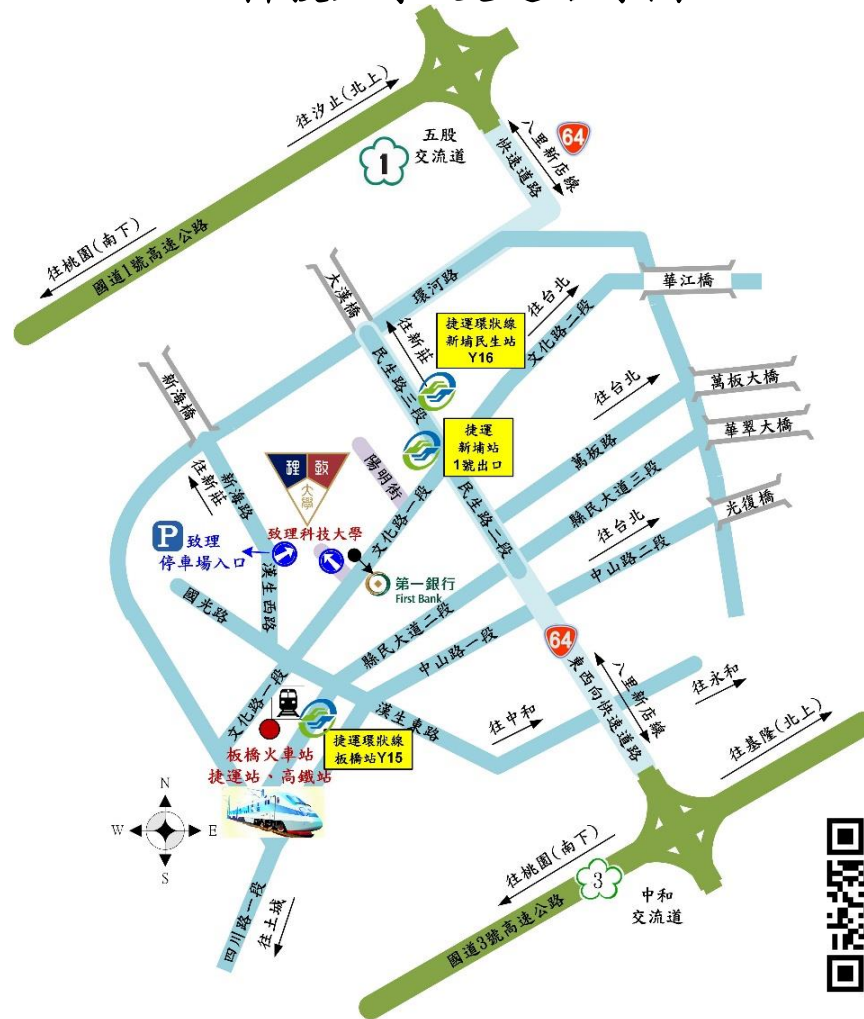 往汐止(北上)
五股
交流道
1
64
八里新店線
快速道路
往桃園(南下)
國道1號高速公路
大漢橋
環河路
華江橋
往台北
文化路二段
往新莊
民生路三段
捷運環狀線
新埔民生站
Y16
新海橋
往新莊
新海路
往台北
萬板大橋
捷運
新埔站
1號出口
萬板路
華翠大橋
縣民大道三段
陽明街
文化路一段
民生路二段
往台北
光復橋
中山路二段
理 致
大學
致理科技大學
P 致理
停車場入口
第一銀行
First Bank
漢生西路
國光路
縣民大道二段
中山路一段
64
八里新店線
東西向快速道路
往永和
往中和
漢生東路
文化路一段
板橋火車站
捷運站、高鐵站
捷運環狀線
板橋站Y15
往基隆(北上)
N
W E
S
往桃園(南下)
3
中和
交流道
國道3號高速公路
四川路一段
往土城